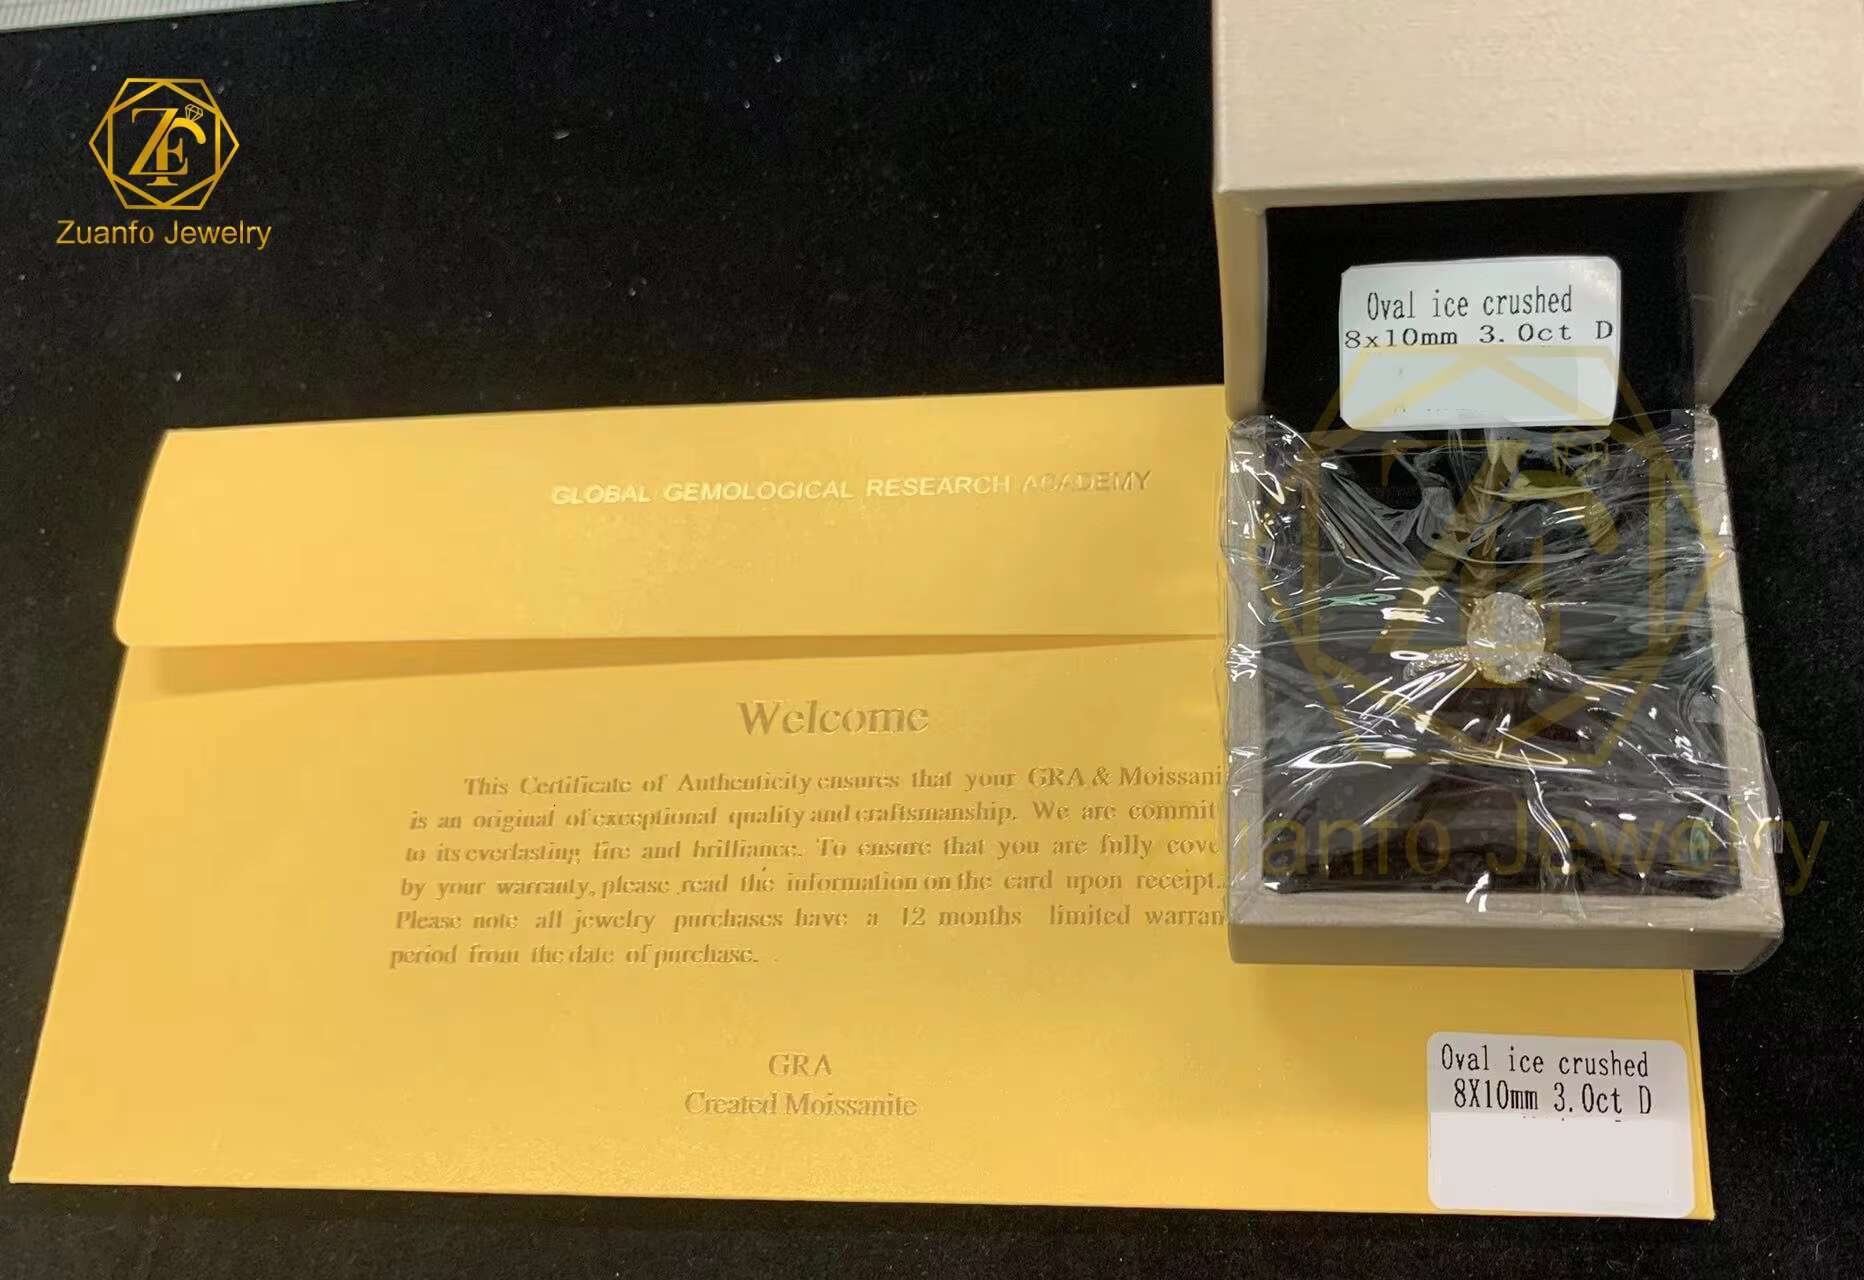 ZF
Zuanfo Jewelry
Oval ice crushed
8x10mm 3.0ct D
GLOBAL GEMOLOGICAL RESEARCH ACADEMY
Welcome
This Certificate of Authenticity ensures that your GRA & Moissani
is an original of exceptional quality and craftsmanship. We are commit
to its everlasting fire and brilliance. To ensure that you are fully cove
by your warranty, please read the information on the card upon receipt.
Please note all jewelry purchases have a 12 months limited warran
period from the date of purchase.
GRA
Created Moissanite
Zuanfo Jewelry
Oval ice crushed
8X10mm 3.0ct D